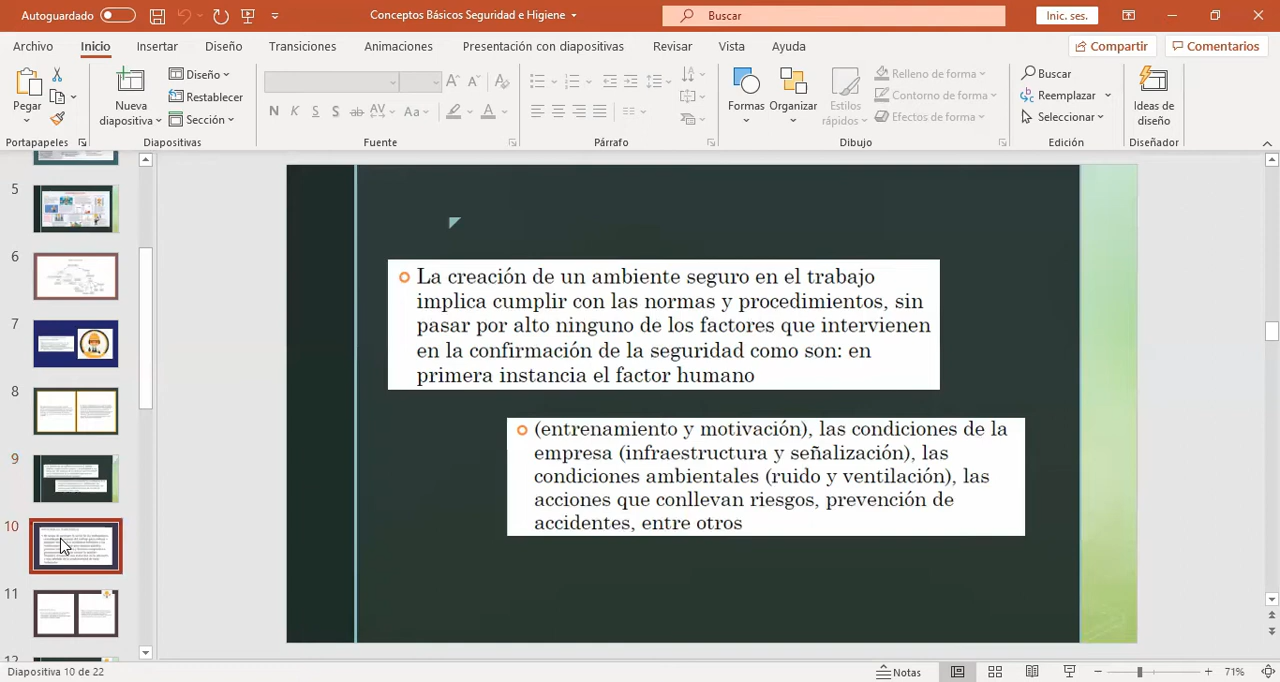 Autoguardado
Conceptos Básicos Seguridad e Higiene
Buscar
Inic. ses.
Archivo
Inicio
Insertar
Diseño
Transiciones
Animaciones
Presentación con diapositivas
Revisar
Vista
Ayuda
Compartir
Comentarios
Pegar
Nueva
diapositiva
Diseño
Restablecer
Sección
N K S S ab AV Aa A
Formas
Organizar
Estilos
rápidos
Relleno de forma
Contorno de forma
Efectos de forma
Buscar
Reemplazar
Seleccionar
Ideas de
diseño
Portapapeles
Diapositivas
Fuente
Párrafo
Dibujo
Edición
Diseñador
5
6
7
8
9
10
11
12
La creación de un ambiente seguro en el trabajo
implica cumplir con las normas y procedimientos, sin
pasar por alto ninguno de los factores que intervienen
en la confirmación de la seguridad como son: en
primera instancia el factor humano
(entrenamiento y motivación), las condiciones de la
empresa (infraestructura y señalización), las
condiciones ambientales (ruido y ventilación), las
acciones que conllevan riesgos, prevención de
accidentes, entre otros
Diapositiva 10 de 22
Notas
71%